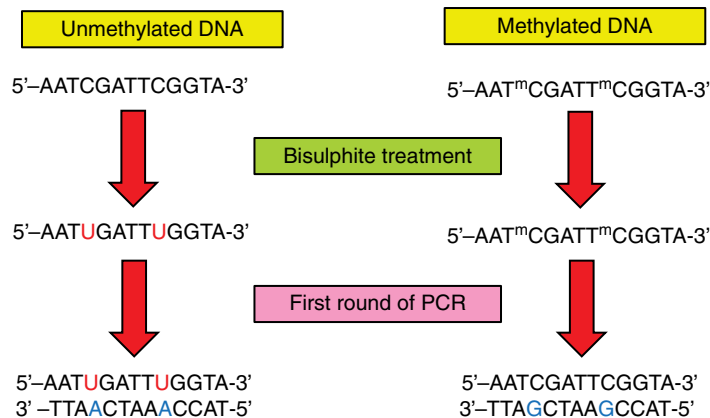 Unmethylated DNA
Methylated DNA
5'–AATCGATTCGGTA-3'
5'–AATᵐCGATTᵐCGGTA-3'
Bisulphite treatment
5'–AATUGATTUGGTA-3'
5'–AATᵐCGATTᵐCGGTA-3'
First round of PCR
5'–AATUGATTUGGTA-3'
3' –TTAACTAAACCAT-5'
5'–AATCGATTCGGTA-3'
3'–TTAGCTAAGCCAT-5'